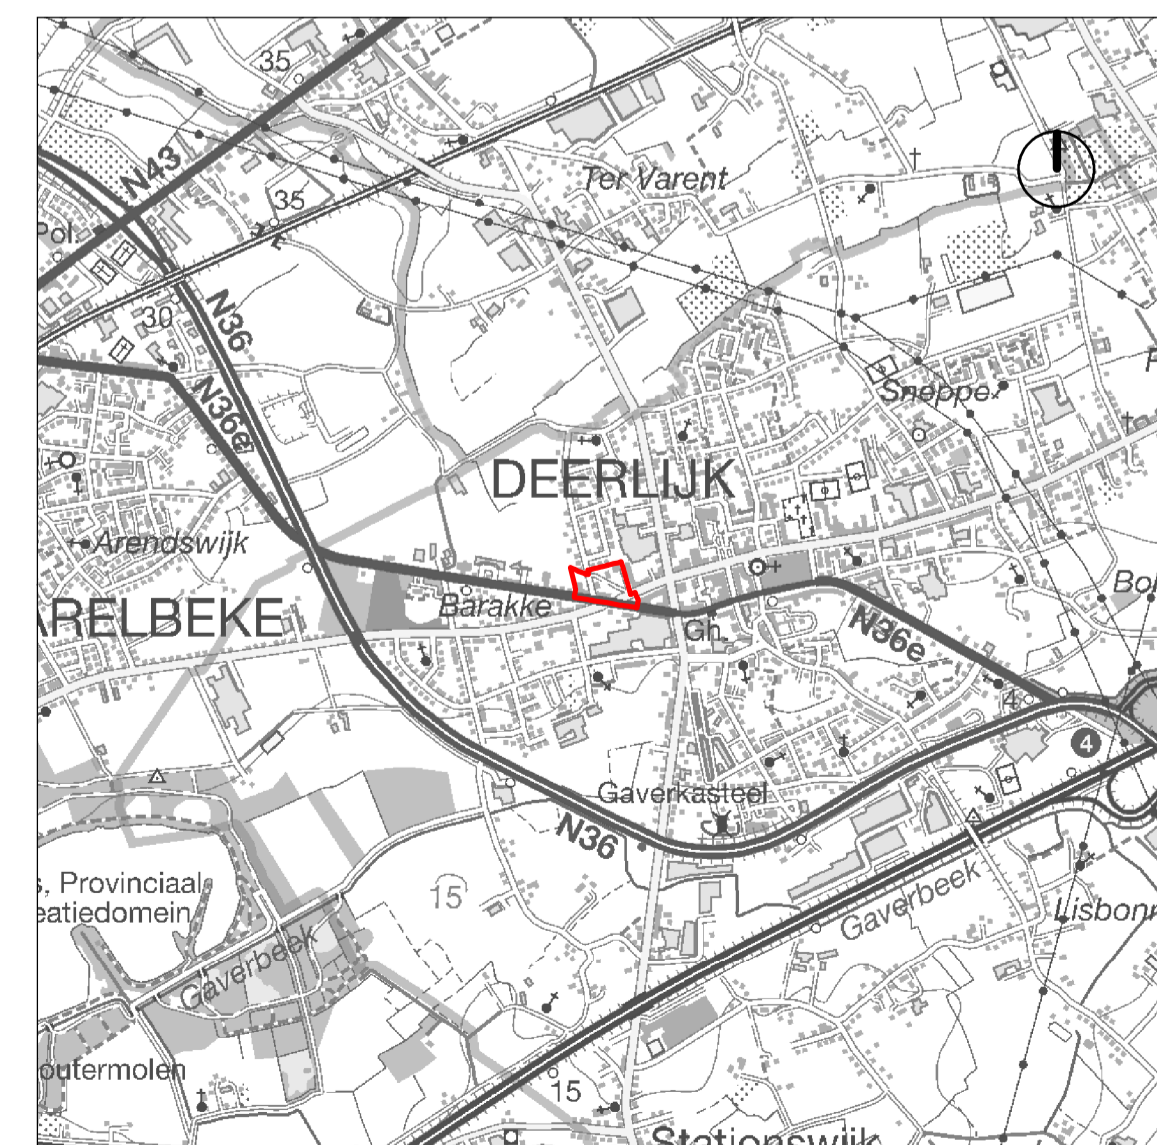 35
N43
Ter Varent
35
Pol.
N36
30
N36e
Sneppe
DEERLIJK
Arendswijk
ARELBEKE
Barakke
Gh.
N36e
Bo
4
4
Gaverkasteel
N36
s, Provinciaal
eatiedomein
15
Gaverbeek
Lisbon
Gaverbeek
outermolen
15
Stationswijk